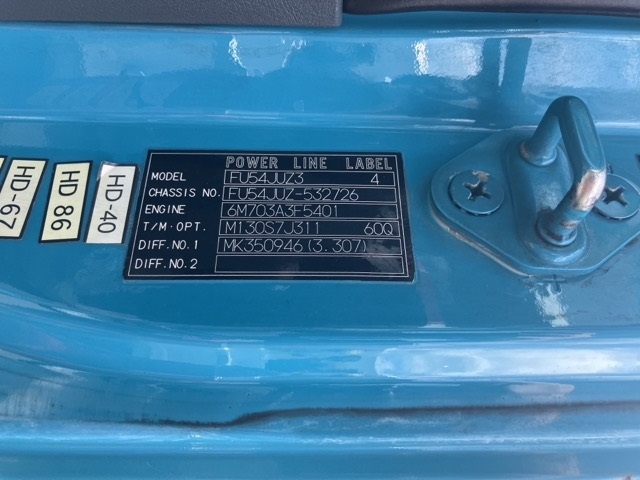 POWER LINE LABEL
MODEL FU54JUZ3 4
CHASSIS NO. FU54JUZ-532726
ENGINE 6M703A3F5401
T/M.OPT. M130S7J311 60Q
DIFF.NO.1 MK350946(3.307)
DIFF.NO.2
HD-67
HD 86
HD-40